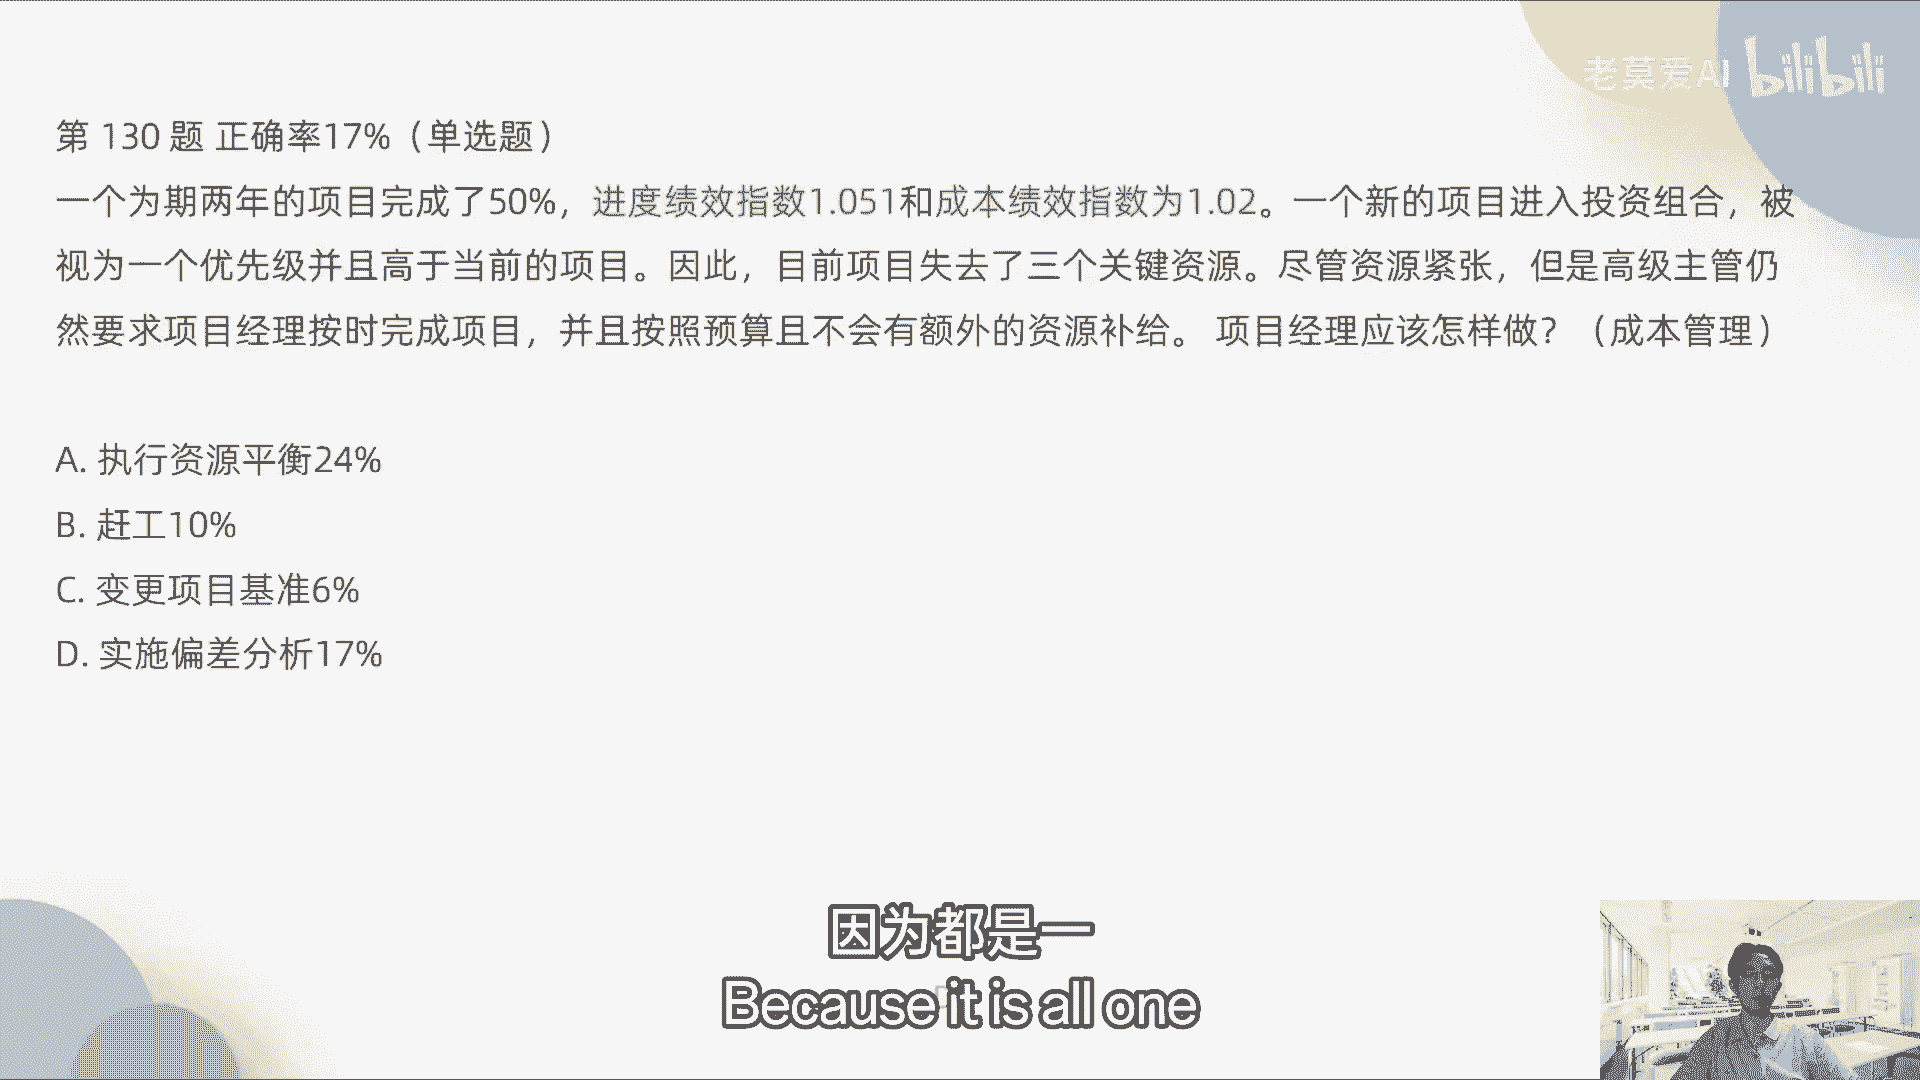 老莫爱AI bilibili
第 130 题 正确率17%（单选题）
一个为期两年的项目完成了50%，进度绩效指数1.051和成本绩效指数为1.02。一个新的项目进入投资组合，被
视为一个优先级并且高于当前的项目。因此，目前项目失去了三个关键资源。尽管资源紧张，但是高级主管仍
然要求项目经理按时完成项目，并且按照预算且不会有额外的资源补给。 项目经理应该怎样做？（成本管理）
A. 执行资源平衡24%
B. 赶工10%
C. 变更项目基准6%
D. 实施偏差分析17%
因为都是一
Because it is all one